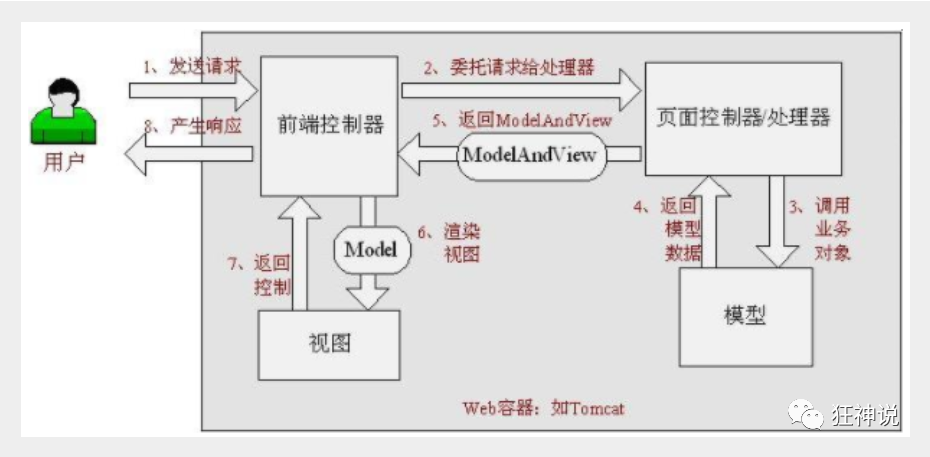 1、发送请求
2、委托请求给处理器
前端控制器
页面控制器/处理器
5、返回ModelAndView
8、产生响应
ModelAndView
用户
4、返回
模型
数据
3、调用
业务
对象
6、渲染
视图
Model
7、返回
控制
模型
视图
Web容器：如Tomcat
狂神说